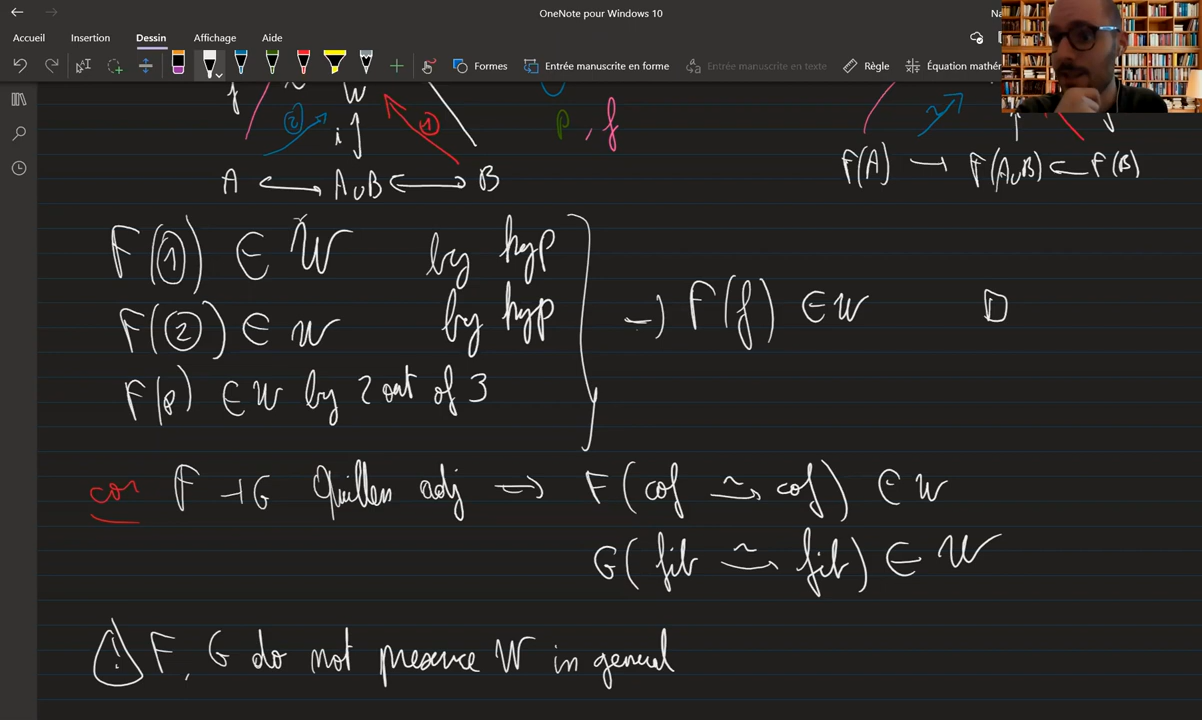 OneNote pour Windows 10
Accueil Insertion Dessin Affichage Aide
Formes Entrée manuscrite en forme Entrée manuscrite en texte Règle Équation mathé
f ~ W
② i ① p , f
A ↪ A∪B ↩ B
F(A) → F(A∪B) ← F(B)
F(①) ∈ W by hyp
F(②) ∈ W by hyp
⇒ F(f) ∈ W □
F(p) ∈ W by 2 out of 3
cor F ⊣ G Quillen adj ⇒ F(cof ~→ cof) ∈ W
G(fib ~→ fib) ∈ W
! F, G do not preserve W in general